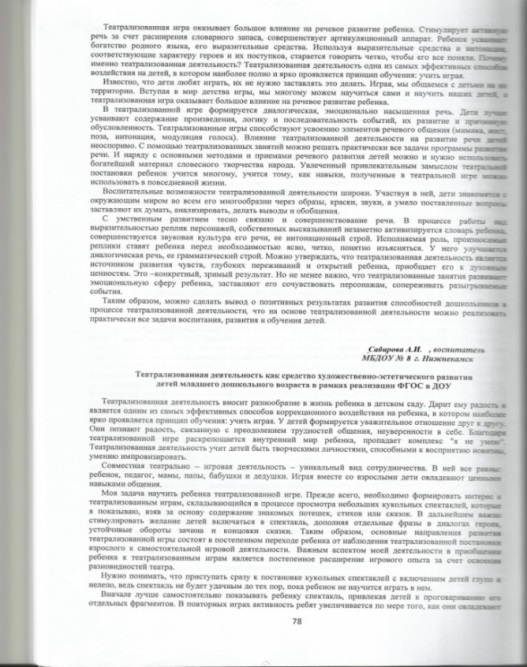 Театрализованная игра оказывает большое влияние на речевое развитие ребенка. Стимулирует активную
речь за счет расширения словарного запаса, совершенствует артикуляционный аппарат. Ребенок усваивает
богатство родного языка, его выразительные средства. Используя выразительные средства и интонации,
соответствующие характеру героев и их поступков, старается говорить четко, чтобы его все поняли. Почему
именно театрализованная деятельность? Театрализованная деятельность одна из самых эффективных способов
воздействия на детей, в котором наиболее полно и ярко проявляется принцип обучения: учить играя.
Известно, что дети любят играть, их не нужно заставлять это делать. Играя, мы общаемся с детьми на их
территории. Вступая в мир детства игры, мы многому можем научиться сами и научить наших детей, а
театрализованная игра оказывает большое влияние на речевое развитие ребенка.
В театрализованной игре формируется диалогическая, эмоционально насыщенная речь. Дети лучше
усваивают содержание произведения, логику и последовательность событий, их развитие и причинную
обусловленность. Театрализованные игры способствуют усвоению элементов речевого общения (мимика, жест,
поза, интонация, модуляция голоса). Влияние театрализованной деятельности на развитие речи детей
неоспоримо. С помощью театрализованных занятий можно решать практически все задачи программы развития
речи. И наряду с основными методами и приемами речевого развития детей можно и нужно использовать
богатейший материал словесного творчества народа. Увлеченный привлекательным замыслом театральной
постановки ребенок учится многому, учится тому, как навыки, полученные в театральной игре можно
использовать в повседневной жизни.
Воспитательные возможности театрализованной деятельности широки. Участвуя в ней, дети знакомятся с
окружающим миром во всем его многообразии через образы, краски, звуки, а умело поставленные вопросы
заставляют их думать, анализировать, делать выводы и обобщения.
С умственным развитием тесно связано и совершенствование речи. В процессе работы над
выразительностью реплик персонажей, собственных высказываний незаметно активизируется словарь ребенка,
совершенствуется звуковая культура его речи, ее интонационный строй. Исполняемая роль, произносимые
реплики ставят ребенка перед необходимостью ясно, четко, понятно изъясняться. У него улучшается
диалогическая речь, ее грамматический строй. Можно утверждать, что театрализованная деятельность является
источником развития чувств, глубоких переживаний и открытий ребенка, приобщает его к духовным
ценностям. Это –конкретный, зримый результат. Но не менее важно, что театрализованные занятия развивают
эмоциональную сферу ребенка, заставляют его сочувствовать персонажам, сопереживать разыгрываемые
события.
Таким образом, можно сделать вывод о позитивных результатах развития способностей дошкольников в
процессе театрализованной деятельности, что на основе театрализованной деятельности можно реализовать
практически все задачи воспитания, развития и обучения детей.
Сабирова А.И. , воспитатель
МБДОУ № 8 г. Нижнекамск
Театрализованная деятельность как средство художественно-эстетического развития
детей младшего дошкольного возраста в рамках реализации ФГОС в ДОУ
Театрализованная деятельность вносит разнообразие в жизнь ребенка в детском саду. Дарит ему радость и
является одним из самых эффективных способов коррекционного воздействия на ребенка, в котором наиболее
ярко проявляется принцип обучения: учить играя. У детей формируется уважительное отношение друг к другу.
Они познают радость, связанную с преодолением трудностей общения, неуверенности в себе. Благодаря
театрализованной игре раскрепощается внутренний мир ребенка, пропадает комплекс "я не умею".
Театрализованная деятельность учит детей быть творческими личностями, способными к восприятию новизны,
умению импровизировать.
Совместная театрально – игровая деятельность – уникальный вид сотрудничества. В ней все равны:
ребенок, педагог, мамы, папы, бабушки и дедушки. Играя вместе со взрослыми дети овладевают ценными
навыками общения.
Моя задача научить ребенка театрализованной игре. Прежде всего, необходимо формировать интерес к
театрализованным играм, складывающийся в процессе просмотра небольших кукольных спектаклей, которые
я показываю, взяв за основу содержание знакомых потешек, стихов или сказок. В дальнейшем важно
стимулировать желание детей включаться в спектакль, дополняя отдельные фразы в диалогах героев,
устойчивые обороты зачина и концовки сказки. Таким образом, основные направления развития
театрализованной игры состоят в постепенном переходе ребенка от наблюдения театрализованной постановки
взрослого к самостоятельной игровой деятельности. Важным аспектом моей деятельности в приобщении
ребенка к театрализованным играм является постепенное расширение игрового опыта за счет освоения
разновидностей театра.
Нужно понимать, что приступать сразу к постановке кукольных спектаклей с включением детей глупо и
нелепо, ведь спектакль не будет удачным до тех пор, пока ребенок не научится играть в нем.
Вначале лучше самостоятельно показывать ребенку спектакль, привлекая детей к проговариванию его
отдельных фрагментов. В повторных играх активность ребят увеличивается по мере того, как они овладевают
78